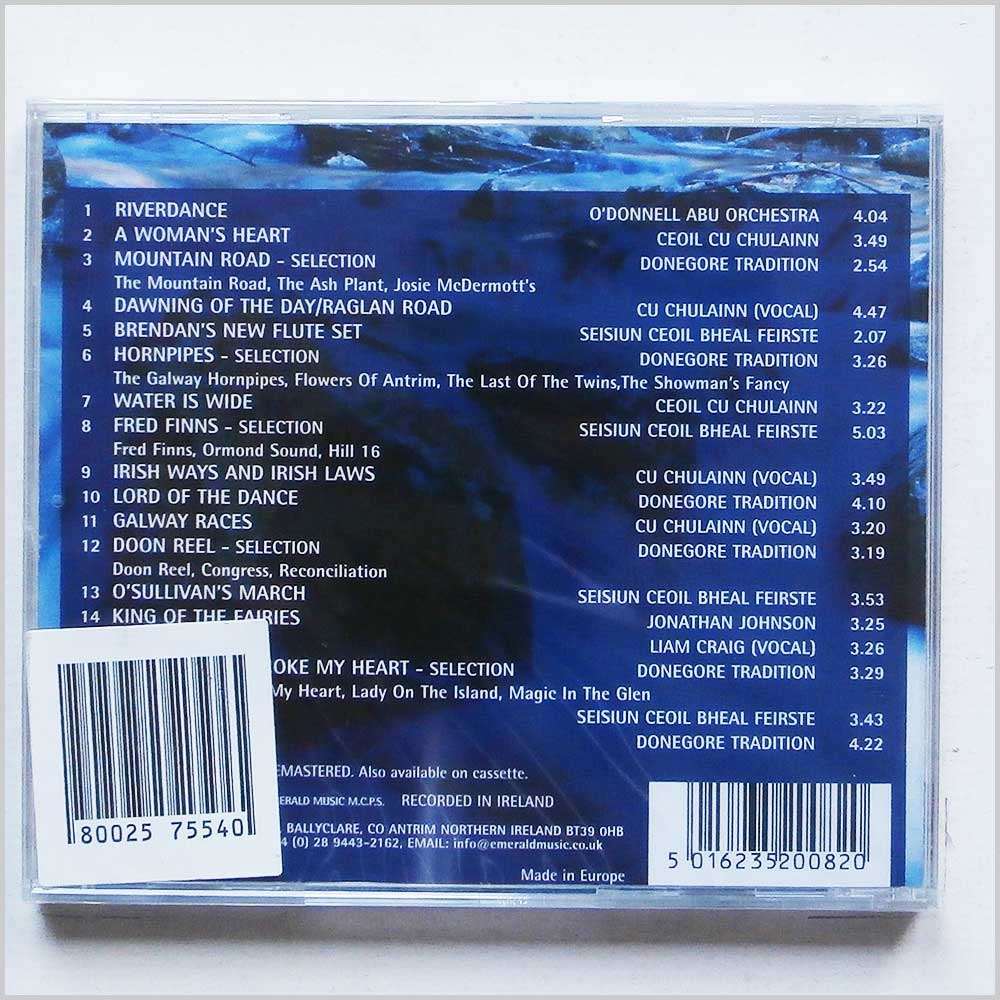 1 RIVERDANCE O'DONNELL ABU ORCHESTRA 4.04
2 A WOMAN'S HEART CEOIL CU CHULAINN 3.49
3 MOUNTAIN ROAD - SELECTION DONEGORE TRADITION 2.54
The Mountain Road, The Ash Plant, Josie McDermott's
4 DAWNING OF THE DAY/RAGLAN ROAD CU CHULAINN (VOCAL) 4.47
5 BRENDAN'S NEW FLUTE SET SEISIUN CEOIL BHEAL FEIRSTE 2.07
6 HORNPIPES - SELECTION DONEGORE TRADITION 3.26
The Galway Hornpipes, Flowers Of Antrim, The Last Of The Twins,The Showman's Fancy
7 WATER IS WIDE CEOIL CU CHULAINN 3.22
8 FRED FINNS - SELECTION SEISIUN CEOIL BHEAL FEIRSTE 5.03
Fred Finns, Ormond Sound, Hill 16
9 IRISH WAYS AND IRISH LAWS CU CHULAINN (VOCAL) 3.49
10 LORD OF THE DANCE DONEGORE TRADITION 4.10
11 GALWAY RACES CU CHULAINN (VOCAL) 3.20
12 DOON REEL - SELECTION DONEGORE TRADITION 3.19
Doon Reel, Congress, Reconciliation
13 O'SULLIVAN'S MARCH SEISIUN CEOIL BHEAL FEIRSTE 3.53
14 KING OF THE FAIRIES JONATHAN JOHNSON 3.25
LIAM CRAIG (VOCAL) 3.26
OKE MY HEART - SELECTION DONEGORE TRADITION 3.29
My Heart, Lady On The Island, Magic In The Glen
SEISIUN CEOIL BHEAL FEIRSTE 3.43
DONEGORE TRADITION 4.22
EMASTERED. Also available on cassette.
ERALD MUSIC M.C.P.S. RECORDED IN IRELAND
BALLYCLARE, CO ANTRIM NORTHERN IRELAND BT39 0HB
4 (0) 28 9443-2162, EMAIL: info@emeraldmusic.co.uk
Made in Europe
80025 75540
5 016235 200820